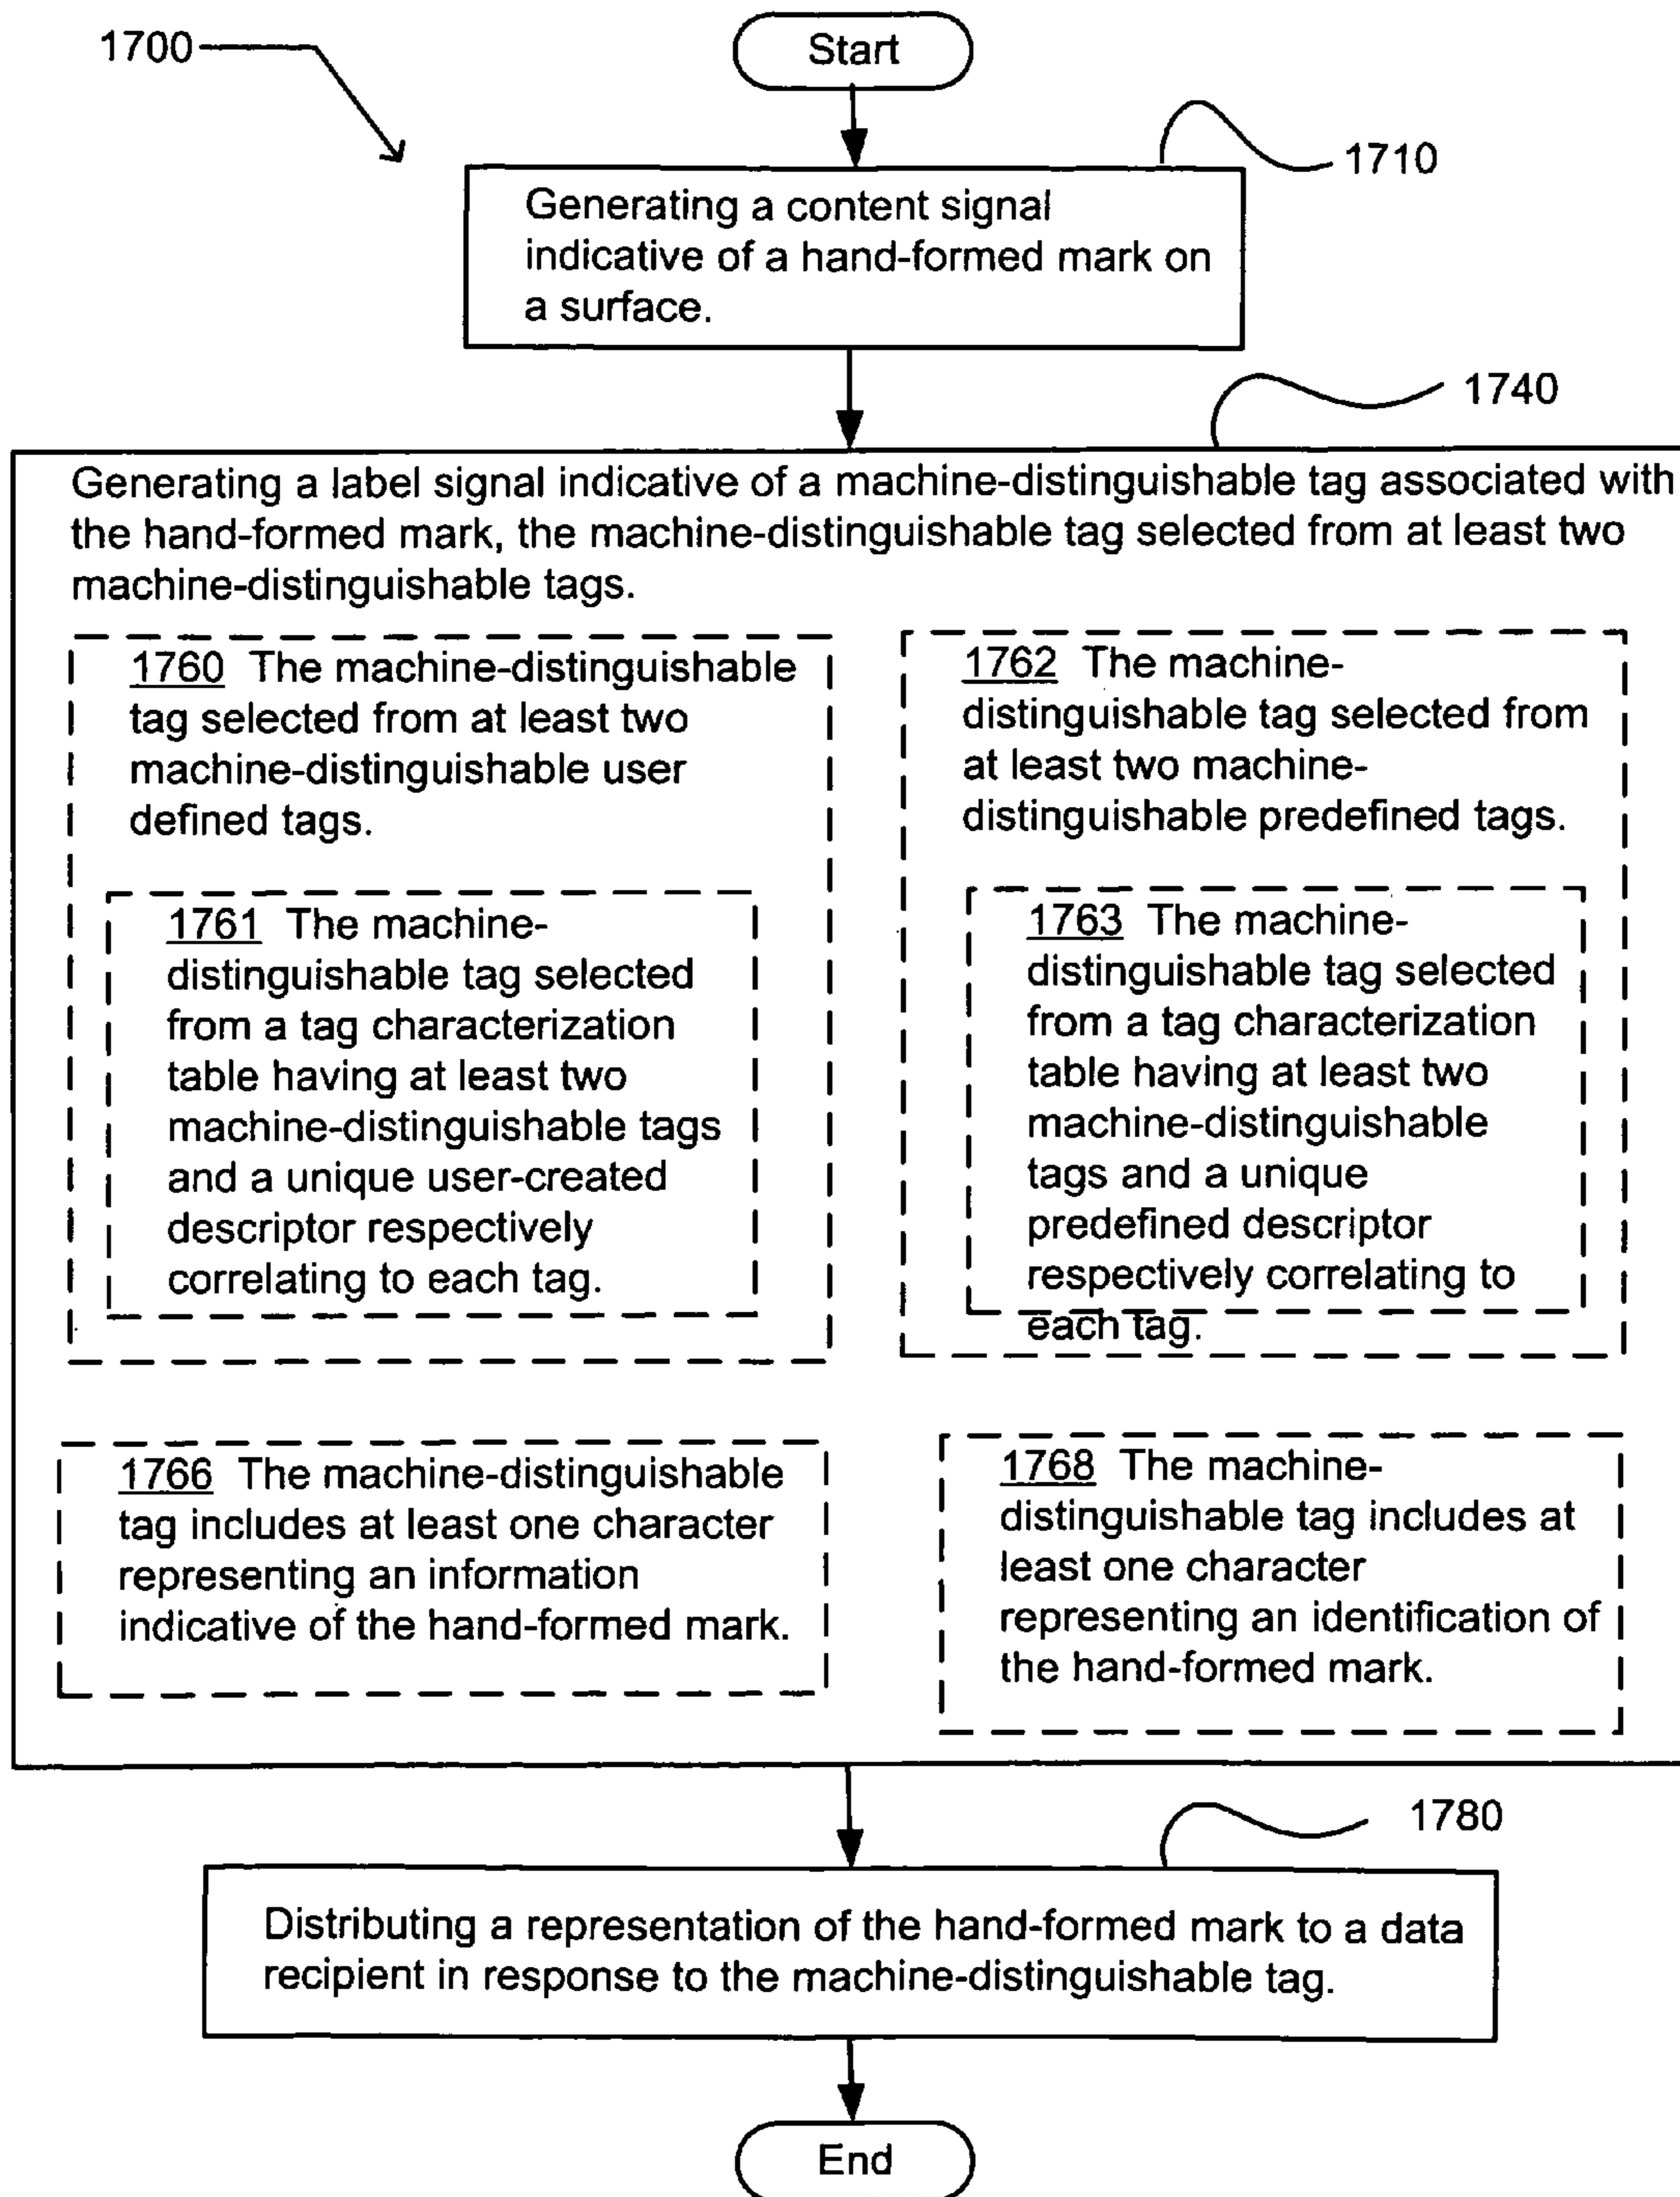 1700
Start
1710
Generating a content signal
indicative of a hand-formed mark on
a surface.
1740
Generating a label signal indicative of a machine-distinguishable tag associated with
the hand-formed mark, the machine-distinguishable tag selected from at least two
machine-distinguishable tags.
1760 The machine-distinguishable
tag selected from at least two
machine-distinguishable user
defined tags.
1761 The machine-
distinguishable tag selected
from a tag characterization
table having at least two
machine-distinguishable tags
and a unique user-created
descriptor respectively
correlating to each tag.
1762 The machine-
distinguishable tag selected from
at least two machine-
distinguishable predefined tags.
1763 The machine-
distinguishable tag selected
from a tag characterization
table having at least two
machine-distinguishable
tags and a unique
predefined descriptor
respectively correlating to
each tag.
1766 The machine-distinguishable
tag includes at least one character
representing an information
indicative of the hand-formed mark.
1768 The machine-
distinguishable tag includes at
least one character
representing an identification of
the hand-formed mark.
1780
Distributing a representation of the hand-formed mark to a data
recipient in response to the machine-distinguishable tag.
End